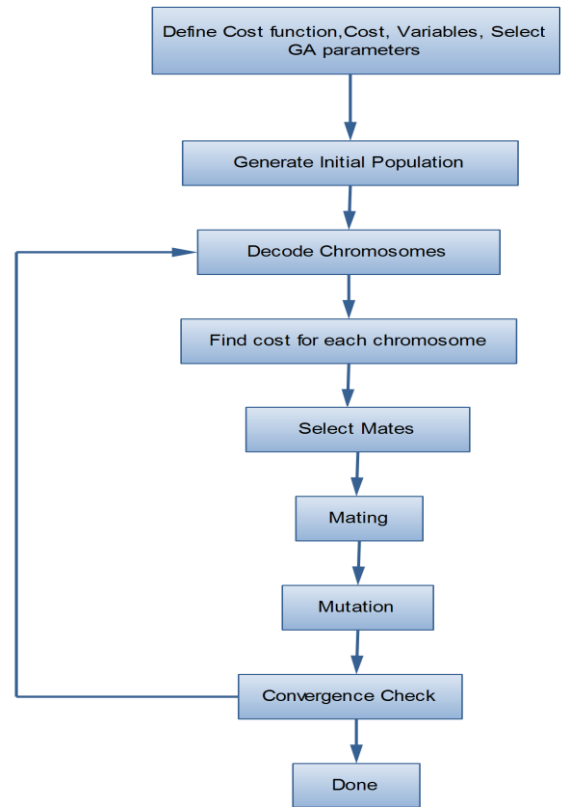 Define Cost function,Cost, Variables, Select
GA parameters
Generate Initial Population
Decode Chromosomes
Find cost for each chromosome
Select Mates
Mating
Mutation
Convergence Check
Done